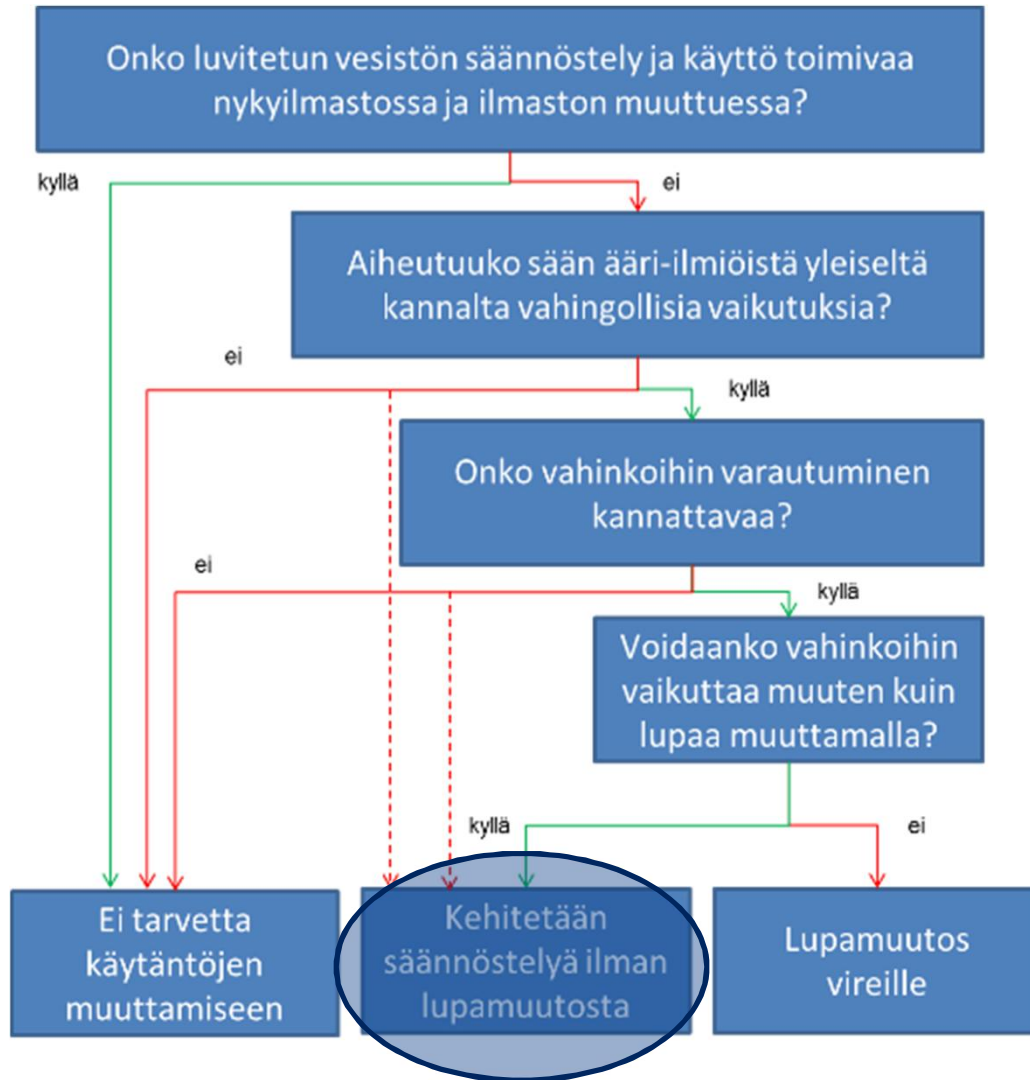 Onko luvitetun vesistön säännöstely ja käyttö toimivaa
nykyilmastossa ja ilmaston muuttuessa?
kyllä
ei
Aiheutuuko sään ääri-ilmiöistä yleiseltä
kannalta vahingollisia vaikutuksia?
ei
kyllä
Onko vahinkoihin varautuminen
kannattavaa?
ei
kyllä
Voidaanko vahinkoihin
vaikuttaa muuten kuin
lupaa muuttamalla?
kyllä
ei
Ei tarvetta
käytäntöjen
muuttamiseen
Kehitetään
säännöstelyä ilman
lupamuutosta
Lupamuutos
vireille